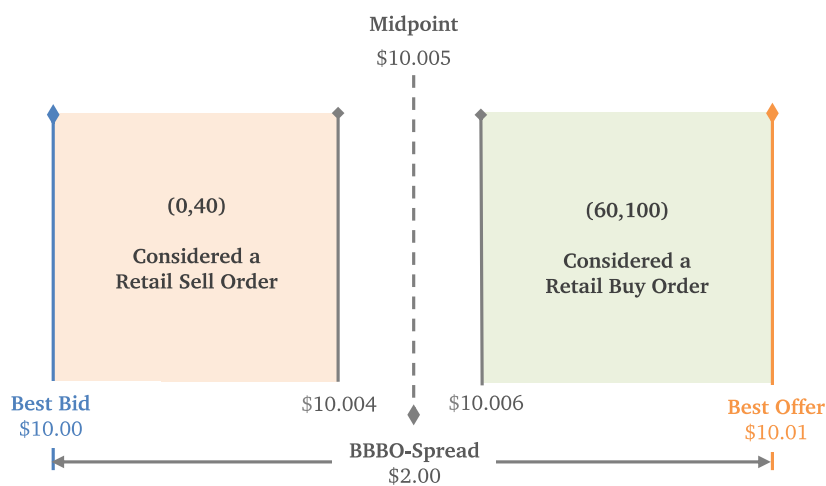 Midpoint
$10.005
(0,40)
Considered a
Retail Sell Order
(60,100)
Considered a
Retail Buy Order
Best Bid
$10.00
$10.004
$10.006
Best Offer
$10.01
BBBO-Spread
$2.00